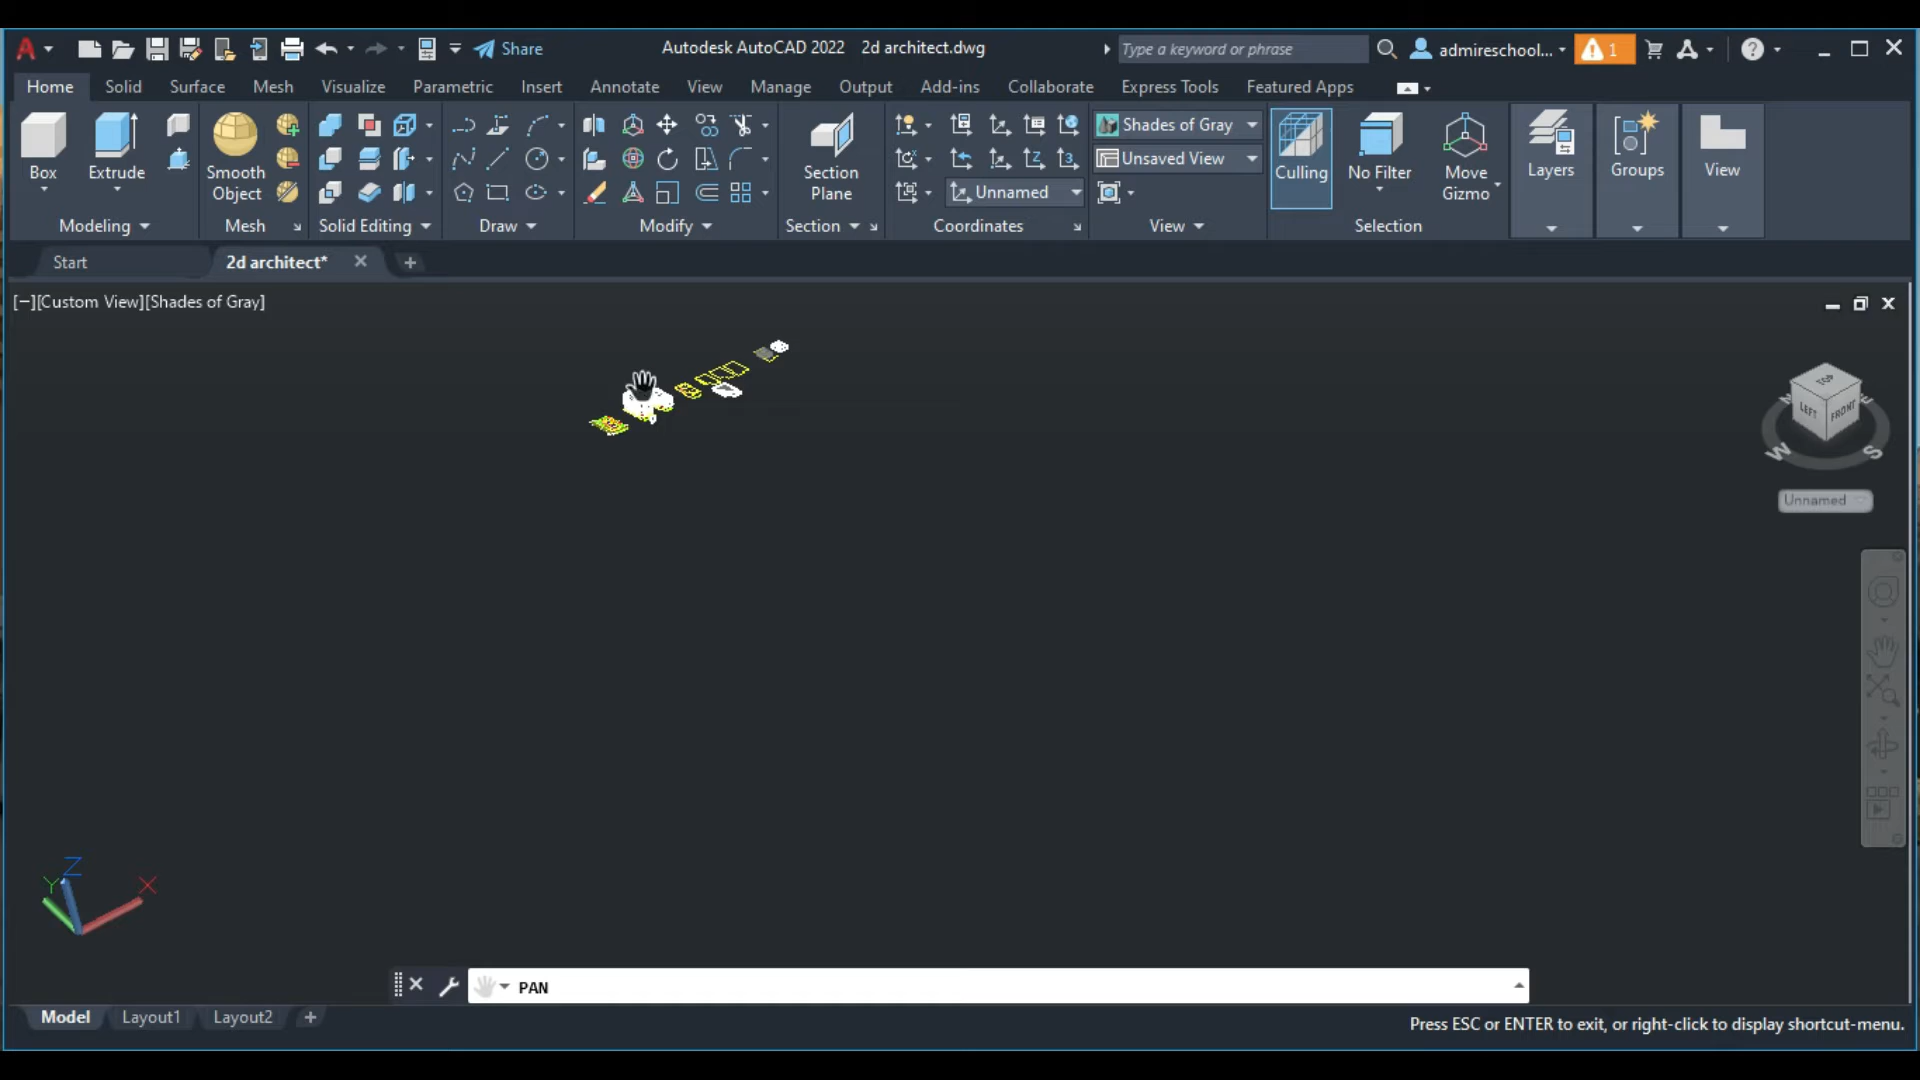 Share
Autodesk AutoCAD 2022 2d architect.dwg
Type a keyword or phrase
admireschool...
1
Home Solid Surface Mesh Visualize Parametric Insert Annotate View Manage Output Add-ins Collaborate Express Tools Featured Apps
Box Extrude
Smooth Object
Section Plane
Shades of Gray
Unsaved View
Unnamed
Culling
No Filter
Move Gizmo
Layers
Groups
View
Modeling Mesh Solid Editing Draw Modify Section Coordinates View Selection
Start 2d architect*
[−][Custom View][Shades of Gray]
TOP
LEFT FRONT
W S
Unnamed
Z
Y X
PAN
Model Layout1 Layout2
Press ESC or ENTER to exit, or right-click to display shortcut-menu.